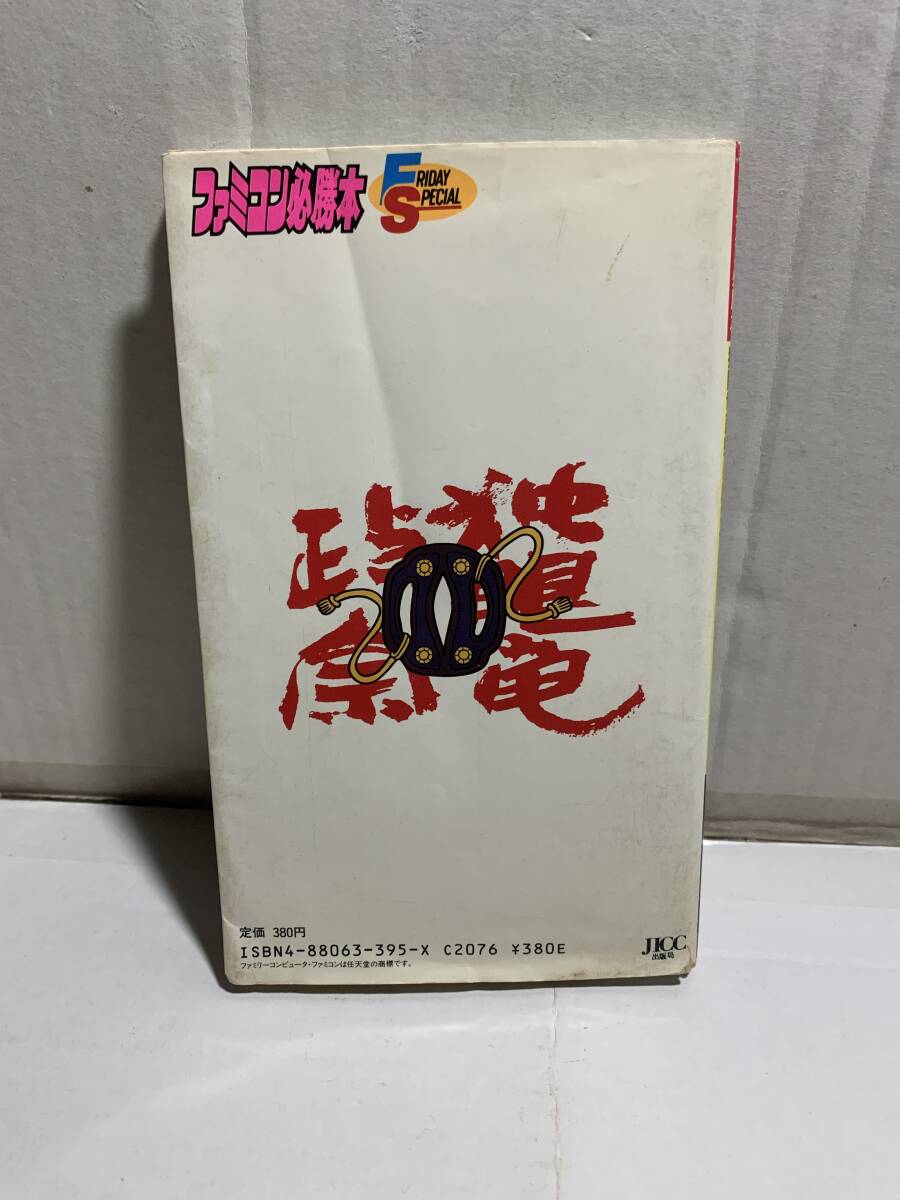 ファミコン必勝本
FRIDAY
SPECIAL
独眼竜
政宗
定価 380円
ISBN4-88063-395-X C2076 ¥380E
ファミリーコンピュータ・ファミコンは任天堂の商標です。
JICC
出版局